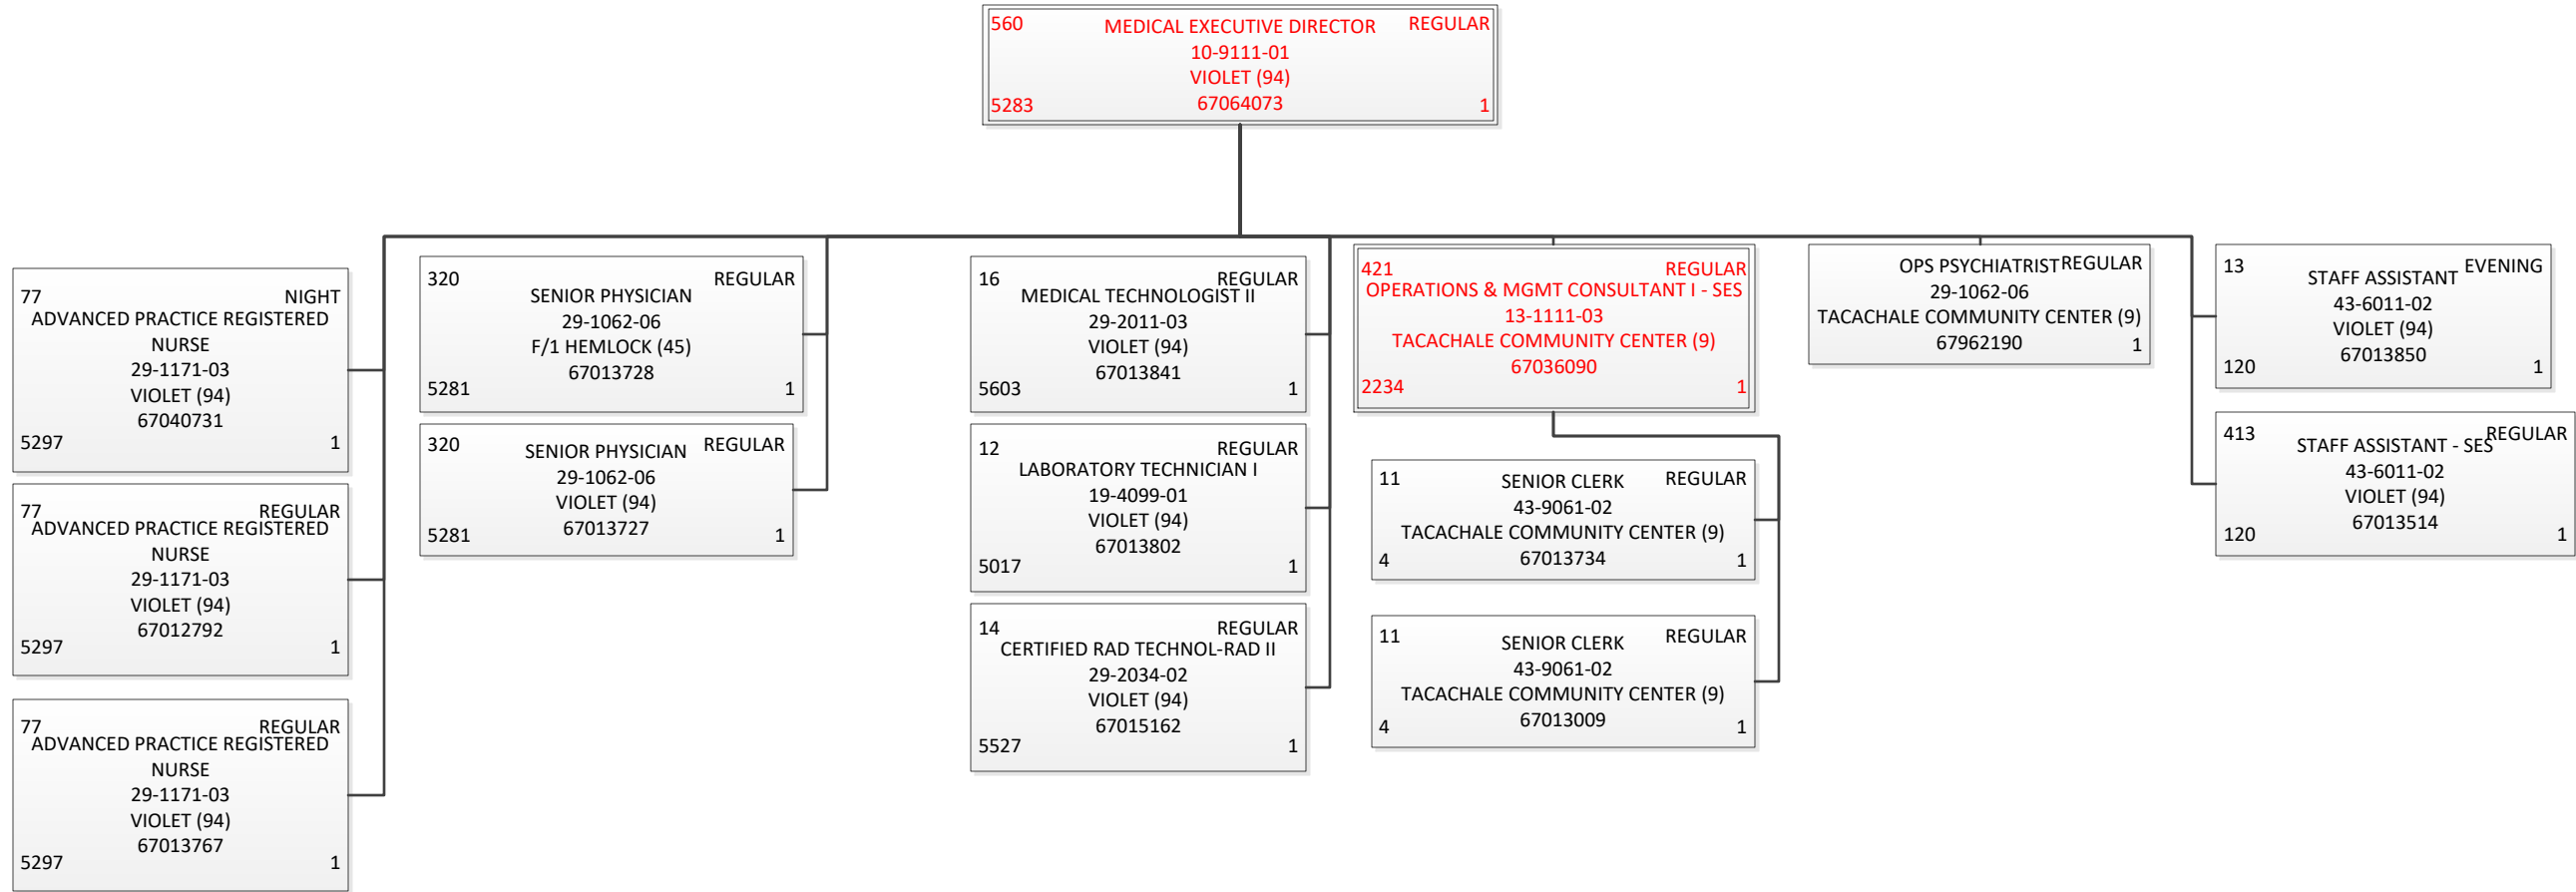 560 MEDICAL EXECUTIVE DIRECTOR REGULAR
10-9111-01
VIOLET (94)
5283 67064073 1
77 NIGHT
ADVANCED PRACTICE REGISTERED
NURSE
29-1171-03
VIOLET (94)
67040731
5297 1
77 REGULAR
ADVANCED PRACTICE REGISTERED
NURSE
29-1171-03
VIOLET (94)
67012792
5297 1
77 REGULAR
ADVANCED PRACTICE REGISTERED
NURSE
29-1171-03
VIOLET (94)
67013767
5297 1
320 REGULAR
SENIOR PHYSICIAN
29-1062-06
F/1 HEMLOCK (45)
67013728
5281 1
320 SENIOR PHYSICIAN REGULAR
29-1062-06
VIOLET (94)
67013727
5281 1
16 REGULAR
MEDICAL TECHNOLOGIST II
29-2011-03
VIOLET (94)
67013841
5603 1
12 REGULAR
LABORATORY TECHNICIAN I
19-4099-01
VIOLET (94)
67013802
5017 1
14 REGULAR
CERTIFIED RAD TECHNOL-RAD II
29-2034-02
VIOLET (94)
67015162
5527 1
421 REGULAR
OPERATIONS & MGMT CONSULTANT I - SES
13-1111-03
TACACHALE COMMUNITY CENTER (9)
67036090
2234 1
11 SENIOR CLERK REGULAR
43-9061-02
TACACHALE COMMUNITY CENTER (9)
67013734
4 1
11 SENIOR CLERK REGULAR
43-9061-02
TACACHALE COMMUNITY CENTER (9)
67013009
4 1
OPS PSYCHIATRIST REGULAR
29-1062-06
TACACHALE COMMUNITY CENTER (9)
67962190 1
13 STAFF ASSISTANT EVENING
43-6011-02
VIOLET (94)
67013850
120 1
413 STAFF ASSISTANT - SES REGULAR
43-6011-02
VIOLET (94)
67013514
120 1